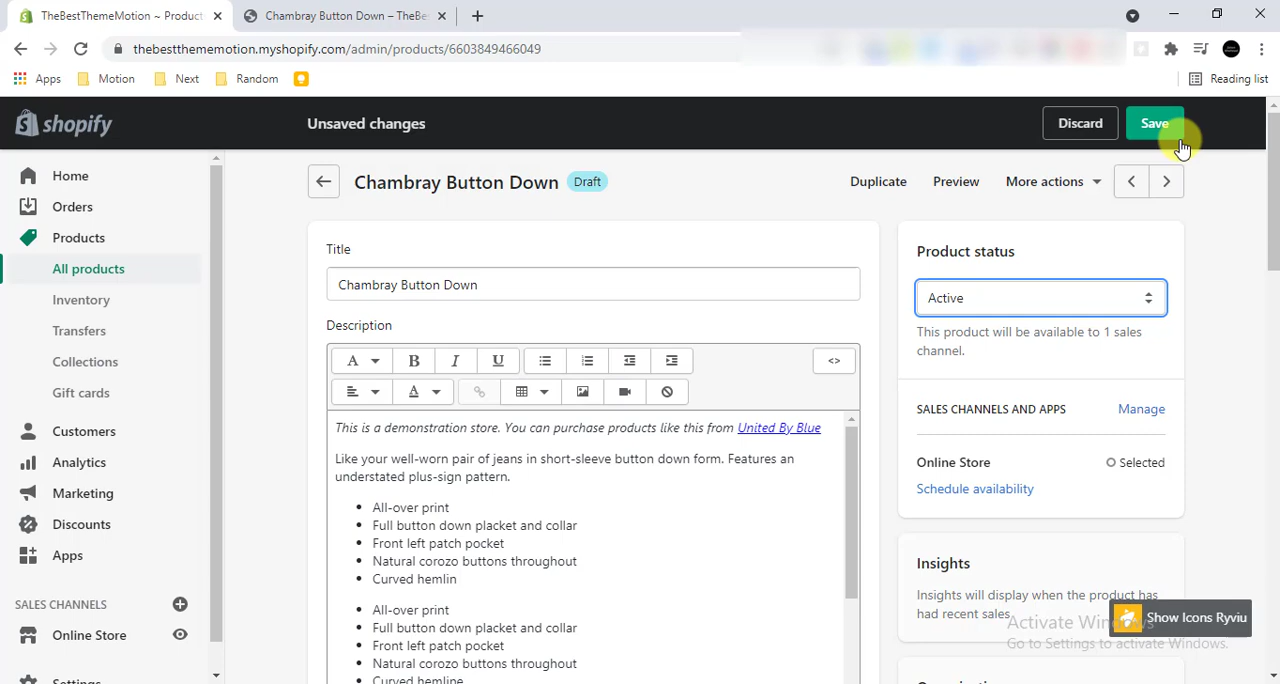 TheBestThemeMotion ~ Product
Chambray Button Down – TheBe
thebestthememotion.myshopify.com/admin/products/6603849466049
Apps
Motion
Next
Random
Reading list
shopify
Unsaved changes
Discard
Save
Home
Orders
Products
All products
Inventory
Transfers
Collections
Gift cards
Customers
Analytics
Marketing
Discounts
Apps
SALES CHANNELS
Online Store
Settings
Chambray Button Down Draft
Duplicate
Preview
More actions
Title
Chambray Button Down
Description
A
B
I
U
<>
A
This is a demonstration store. You can purchase products like this from United By Blue
Like your well-worn pair of jeans in short-sleeve button down form. Features an
understated plus-sign pattern.
• All-over print
• Full button down placket and collar
• Front left patch pocket
• Natural corozo buttons throughout
• Curved hemlin
• All-over print
• Full button down placket and collar
• Front left patch pocket
• Natural corozo buttons throughout
• Curved hemline
Product status
Active
This product will be available to 1 sales
channel.
SALES CHANNELS AND APPS
Manage
Online Store
Selected
Schedule availability
Insights
Insights will display when the product has
had recent sales
Show Icons Ryviu
Activate Windows
Go to Settings to activate Windows.